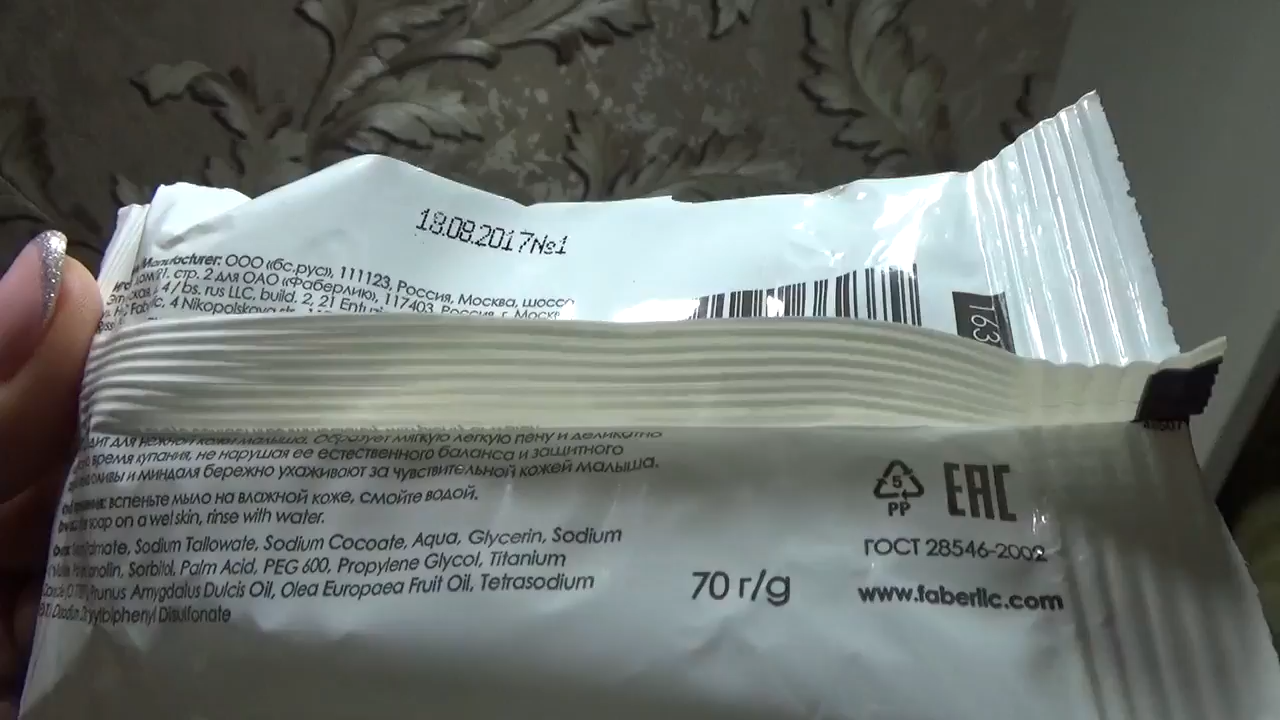 18.08.2017№1
Manufacturer: ООО «бс.рус», 111123, Россия, Москва, шоссе
стр. 2 для ОАО «Фаберлик», 117403, Россия, г. Москва
4 / bs. rus LLC, build. 2, 21
4 Nikopolskaya str.
для нежной кожи малыша. Образует мягкую легкую пену и деликатно
время купания, не нарушая ее естественного баланса и защитного
оливы и миндаля бережно ухаживают за чувствительной кожей малыша.
вспеньте мыло на влажной коже, смойте водой.
soap on a wet skin, rinse with water.
Sodium Tallowate, Sodium Cocoate, Aqua, Glycerin, Sodium
Sorbitol, Palm Acid, PEG 600, Propylene Glycol, Titanium
Prunus Amygdalus Dulcis Oil, Olea Europaea Fruit Oil, Tetrasodium
Disulfonate
70 г/g
5
PP
EAC
ГОСТ 28546-2002
www.faberlic.com